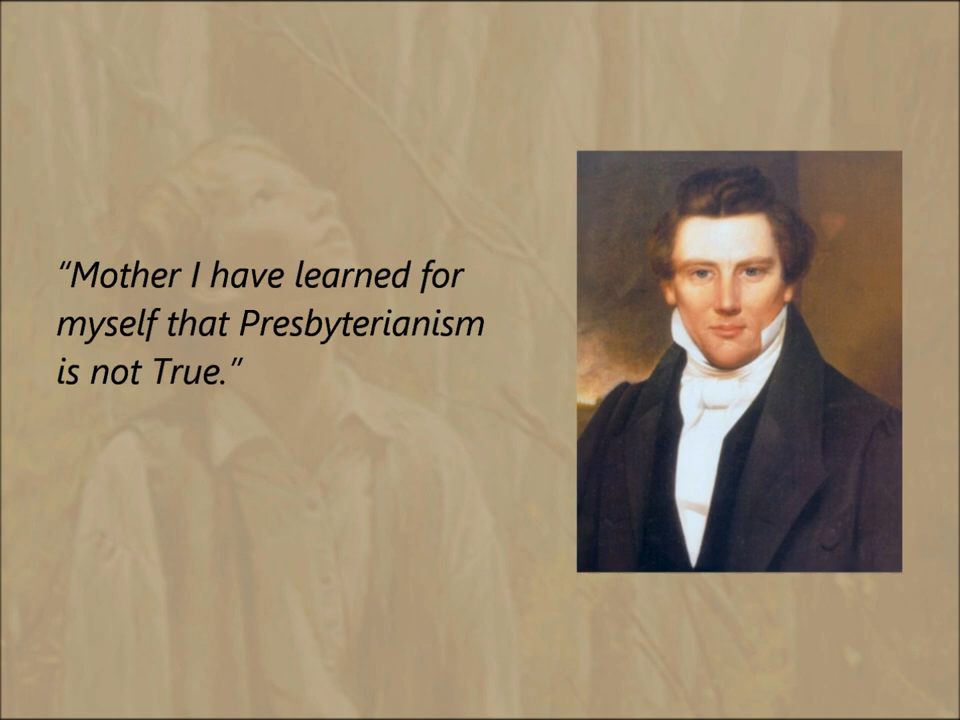 “Mother I have learned for
myself that Presbyterianism
is not True.”